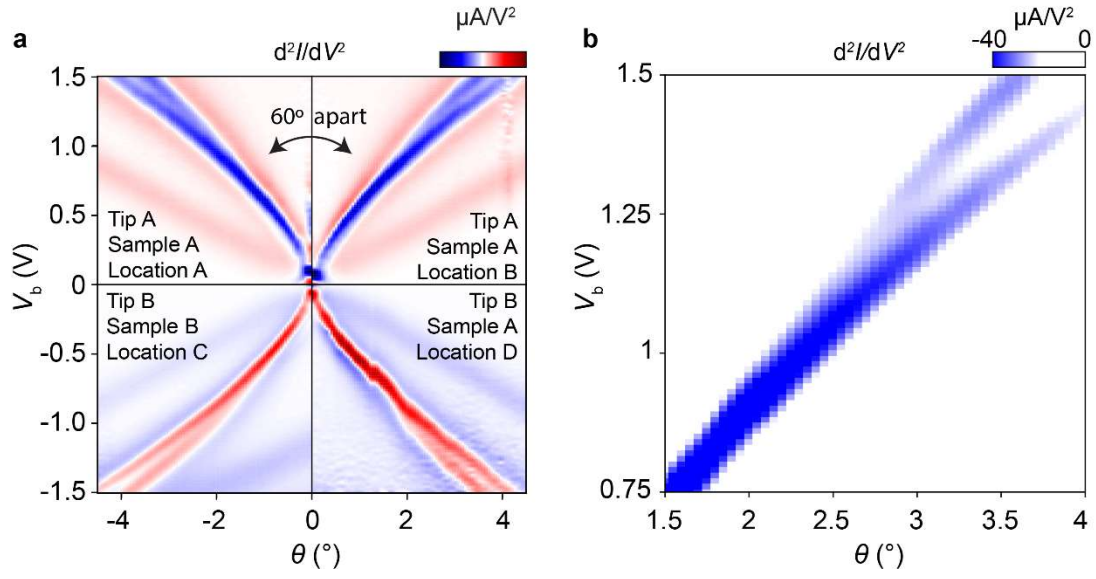 a
d²I/dV²
µA/V²
1.5
1.0
0.5
0
-0.5
-1.0
-1.5
V_b (V)
60º apart
Tip A
Sample A
Location A
Tip A
Sample A
Location B
Tip B
Sample B
Location C
Tip B
Sample A
Location D
-4
-2
0
2
4
θ (°)
b
d²I/dV²
µA/V²
-40
0
1.5
1.25
1
0.75
V_b (V)
1.5
2
2.5
3
3.5
4
θ (°)